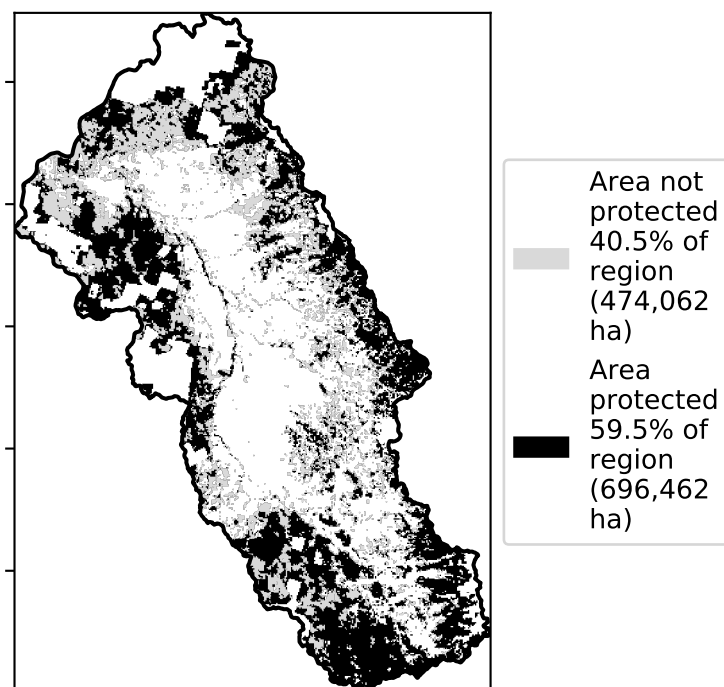 Area not
protected
40.5% of
region
(474,062
ha)
Area
protected
59.5% of
region
(696,462
ha)